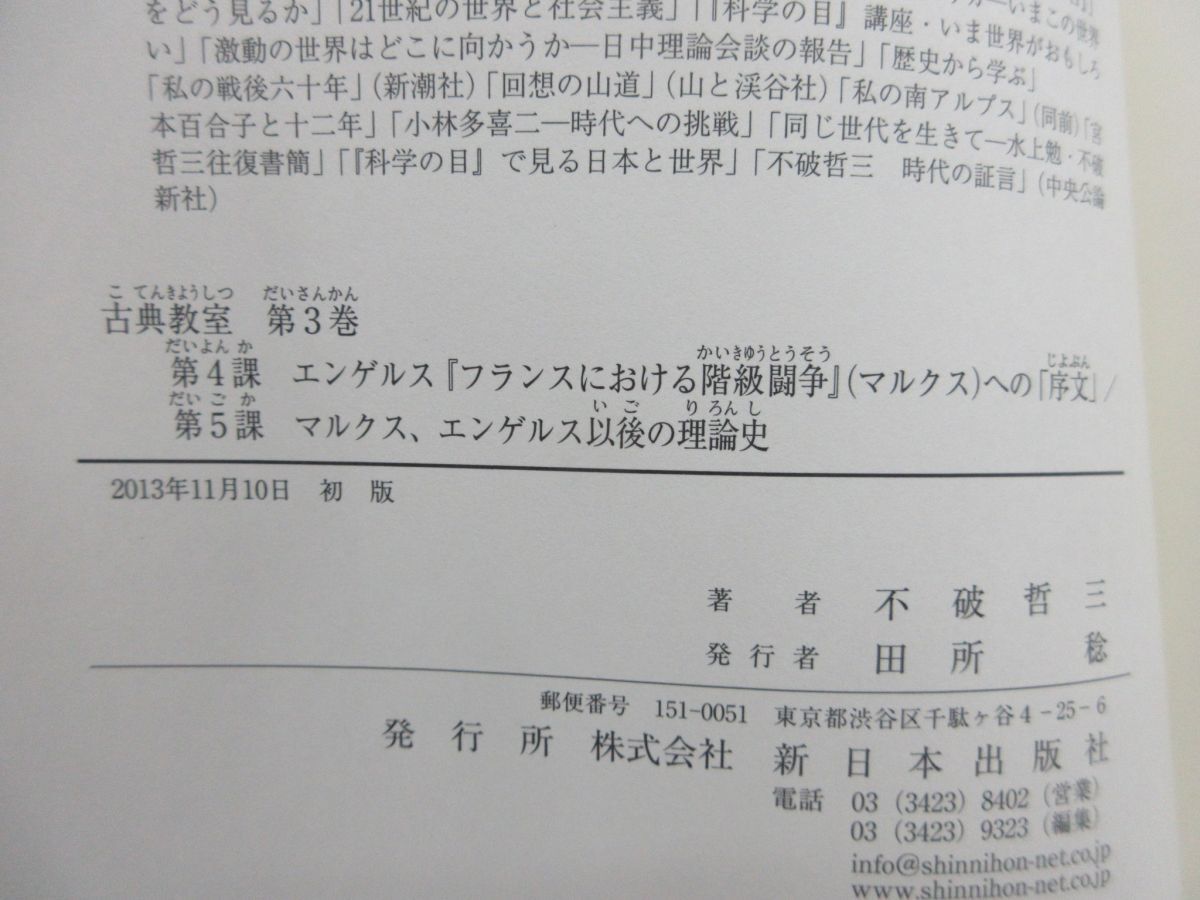 をどう見るか」「21世紀の世界と社会主義」「『科学の目』講座・いま世界がおもしろ
い」「激動の世界はどこに向かうか―日中理論会談の報告」「歴史から学ぶ」
「私の戦後六十年」(新潮社)「回想の山道」(山と渓谷社)「私の南アルプス」(同前)「宮
本百合子と十二年」「小林多喜二―時代への挑戦」「同じ世代を生きて―水上勉・不破
哲三往復書簡」「『科学の目』で見る日本と世界」「不破哲三 時代の証言」(中央公論
新社)
こ てんきようしつ だいさんかん
古典教室 第3巻
だいよん か かいきゆうとうそう じよぶん
第4課 エンゲルス『フランスにおける階級闘争』(マルクス)への「序文」/
だい ご か い ご り ろん し
第5課 マルクス、エンゲルス以後の理論史
2013年11月10日 初 版
著 者 不 破 哲 三
発 行 者 田 所 稔
郵便番号 151-0051 東京都渋谷区千駄ヶ谷4-25-6
発 行 所 株式会社 新 日 本 出 版 社
電話 03 (3423) 8402 (営業)
03 (3423) 9323 (編集)
info@shinnihon-net.co.jp
www.shinnihon-net.co.jp